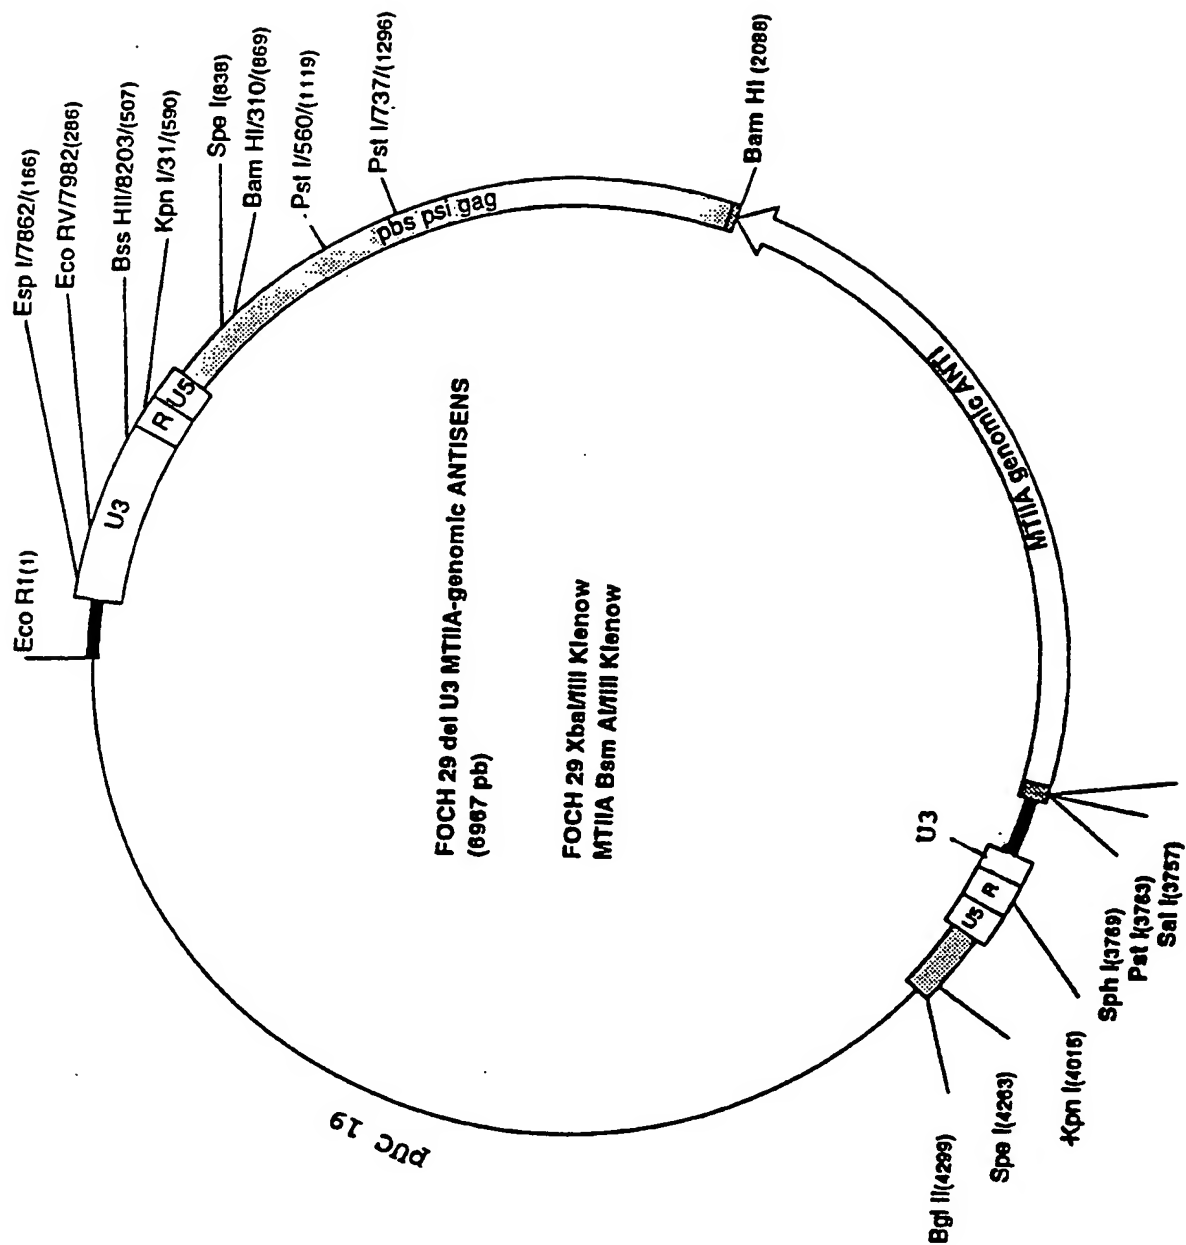 Eco R1(1)
Esp I/7862/(166)
Eco RV/7982(286)
Bss HII/8203/(507)
Kpn I/31/(590)
Spe I(838)
Bam HI/310/(869)
Pst I/560/(1119)
Pst I/737/(1296)
Bam HI (2088)
U3
R
U5
pbs psi gag
MTIIA genomic ANTI
FOCH 29 del U3 MTIIA-genomic ANTISENS
(6967 pb)
FOCH 29 XbaI/fill Klenow
MTIIA Bsm AI/fill Klenow
U3
R
U5
Sal I(3757)
Pst I(3763)
Sph I(3769)
Kpn I(4015)
Spe I(4263)
Bgl II(4299)
pUC 19